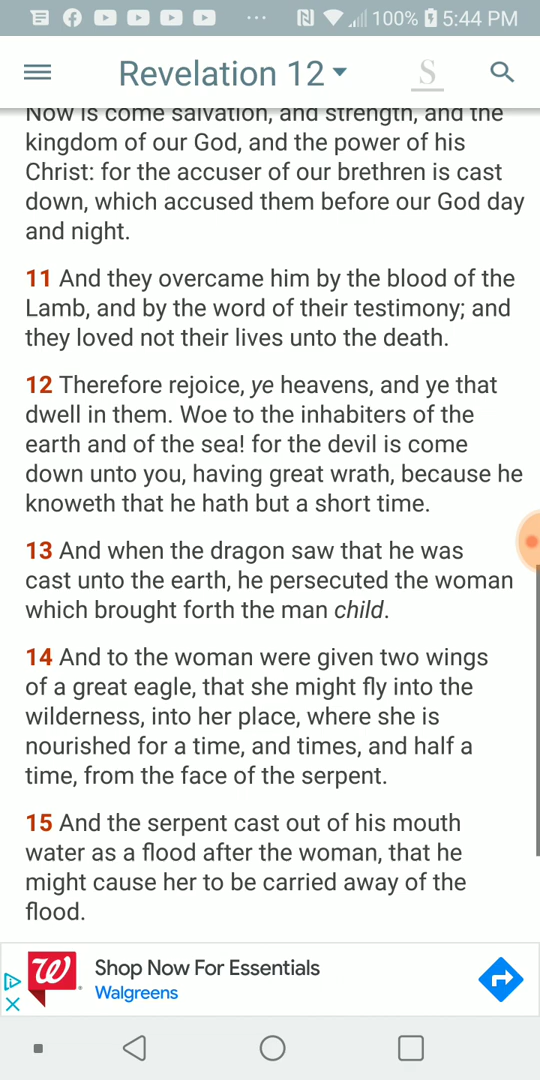 100% 5:44 PM
Revelation 12 S
Now is come salvation, and strength, and the
kingdom of our God, and the power of his
Christ: for the accuser of our brethren is cast
down, which accused them before our God day
and night.
11 And they overcame him by the blood of the
Lamb, and by the word of their testimony; and
they loved not their lives unto the death.
12 Therefore rejoice, ye heavens, and ye that
dwell in them. Woe to the inhabiters of the
earth and of the sea! for the devil is come
down unto you, having great wrath, because he
knoweth that he hath but a short time.
13 And when the dragon saw that he was
cast unto the earth, he persecuted the woman
which brought forth the man child.
14 And to the woman were given two wings
of a great eagle, that she might fly into the
wilderness, into her place, where she is
nourished for a time, and times, and half a
time, from the face of the serpent.
15 And the serpent cast out of his mouth
water as a flood after the woman, that he
might cause her to be carried away of the
flood.
W
Shop Now For Essentials
Walgreens